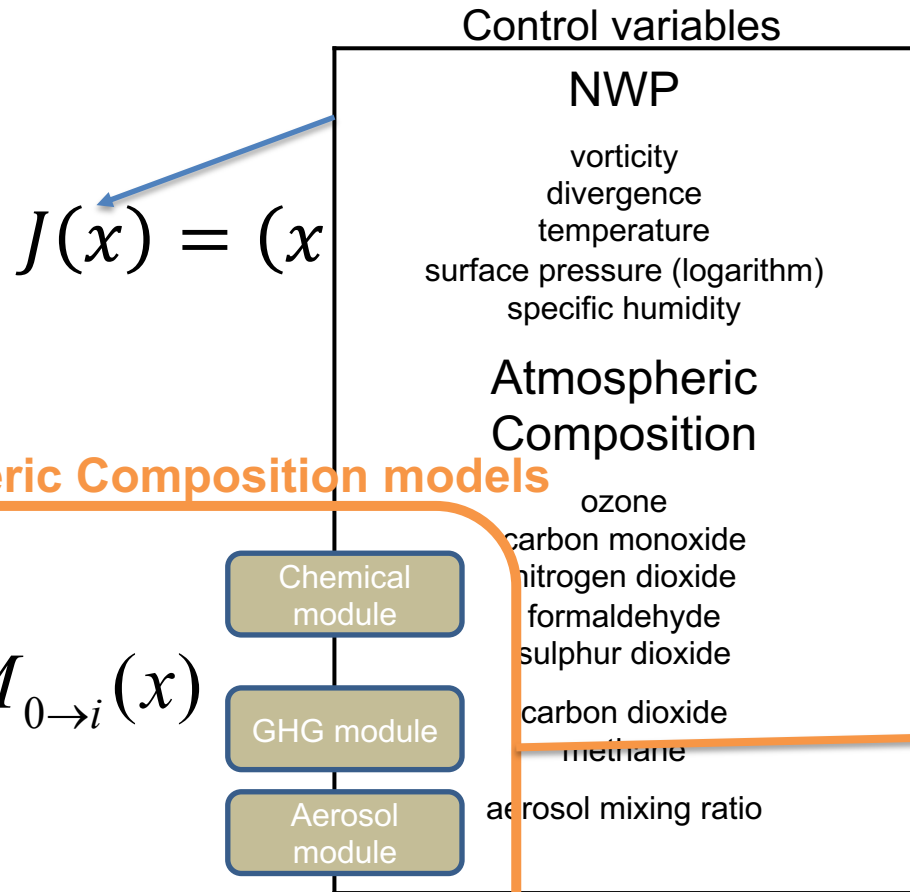 Control variables
NWP
vorticity
divergence
temperature
surface pressure (logarithm)
specific humidity
J(x) = (x
Atmospheric
Composition
eric Composition models
ozone
carbon monoxide
nitrogen dioxide
formaldehyde
sulphur dioxide
carbon dioxide
methane
aerosol mixing ratio
Chemical
module
M₀→ᵢ(x)
GHG module
Aerosol
module